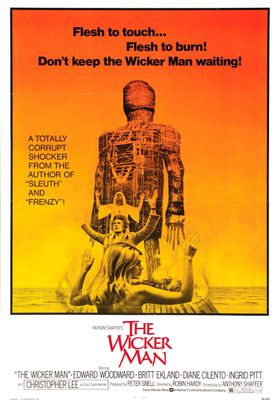 Flesh to touch...
Flesh to burn!
Don't keep the Wicker Man waiting!
A TOTALLY
CORRUPT
SHOCKER
FROM THE
AUTHOR OF
"SLEUTH"
AND
"FRENZY"!
ANTHONY SHAFFER'S
THE
WICKER
MAN
Starring
"THE WICKER MAN" • EDWARD WOODWARD • BRITT EKLAND • DIANE CILENTO • INGRID PITT
and CHRISTOPHER LEE as Lord Summerisle Produced by PETER SNELL Directed by ROBIN HARDY Screenplay by ANTHONY SHAFFER
R